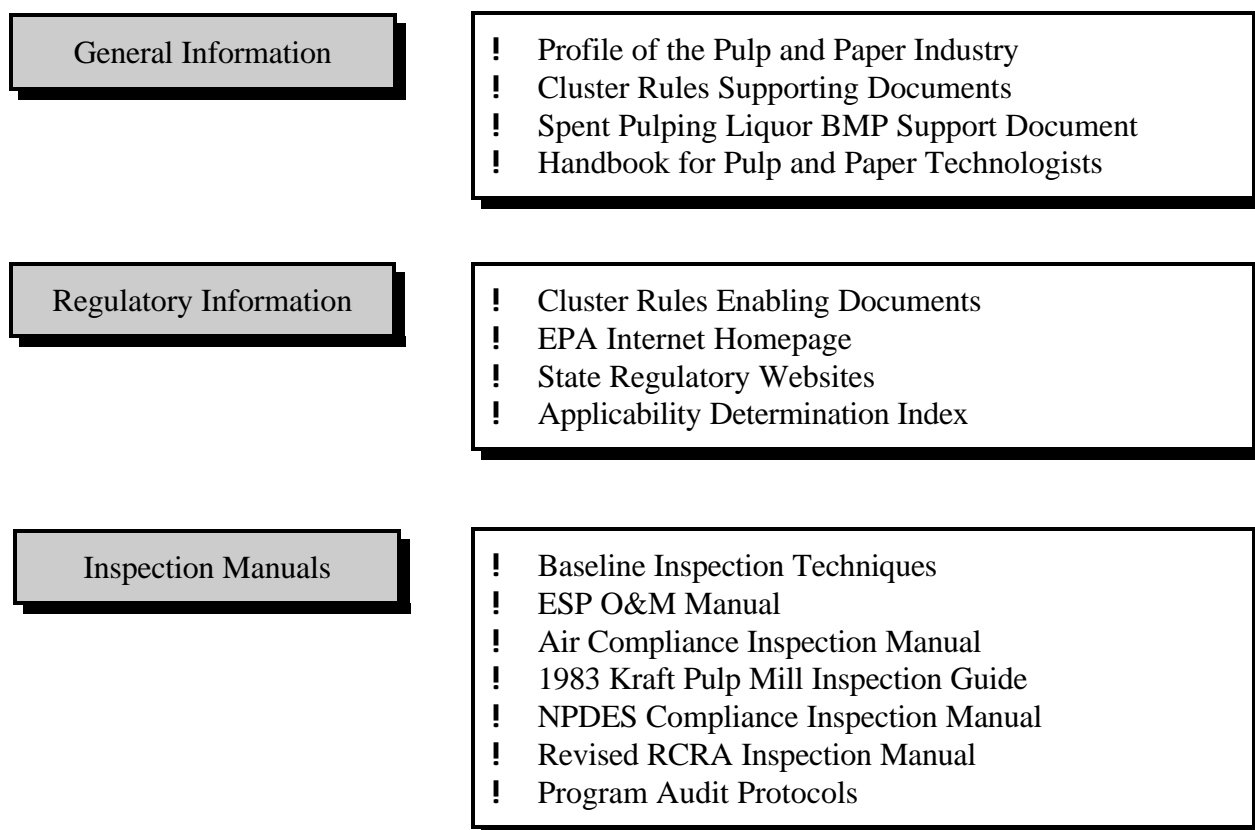 General Information
! Profile of the Pulp and Paper Industry
! Cluster Rules Supporting Documents
! Spent Pulping Liquor BMP Support Document
! Handbook for Pulp and Paper Technologists
Regulatory Information
! Cluster Rules Enabling Documents
! EPA Internet Homepage
! State Regulatory Websites
! Applicability Determination Index
Inspection Manuals
! Baseline Inspection Techniques
! ESP O&M Manual
! Air Compliance Inspection Manual
! 1983 Kraft Pulp Mill Inspection Guide
! NPDES Compliance Inspection Manual
! Revised RCRA Inspection Manual
! Program Audit Protocols